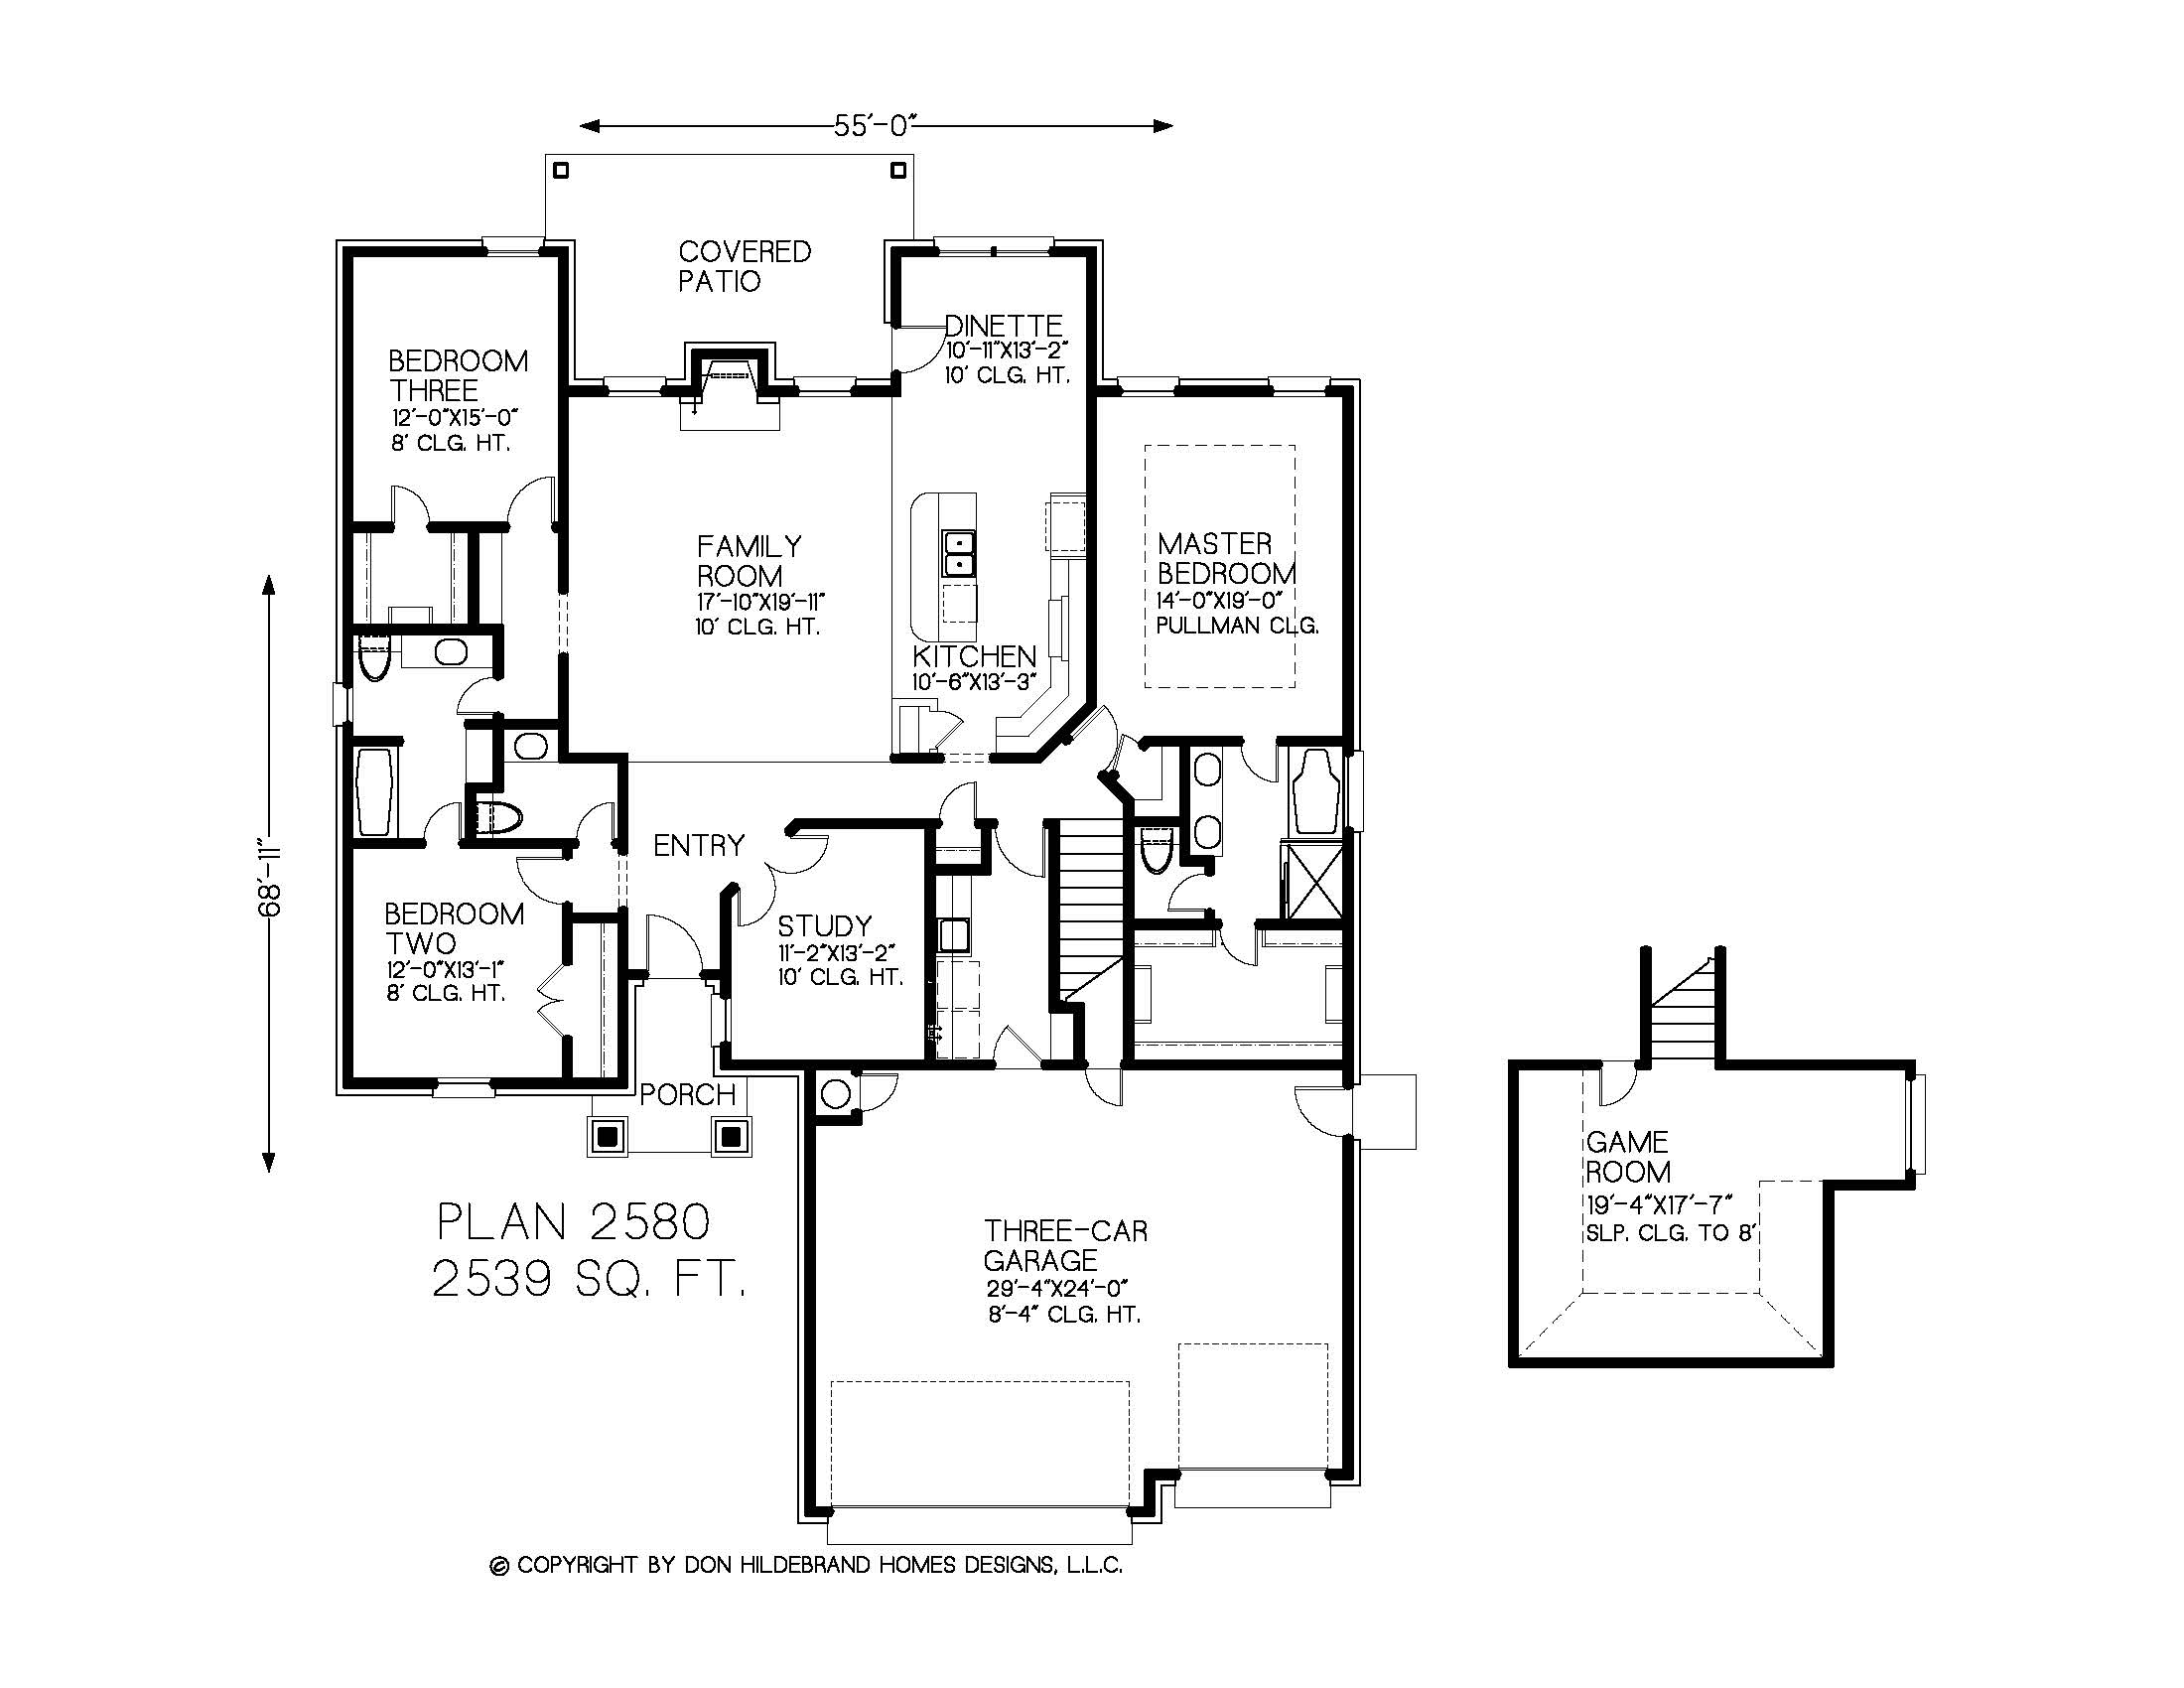 55'-0"
COVERED
PATIO
DINETTE
10'-11"X13'-2"
10' CLG. HT.
BEDROOM
THREE
12'-0"X15'-0"
8' CLG. HT.
FAMILY
ROOM
17'-10"X19'-11"
10' CLG. HT.
MASTER
BEDROOM
14'-0"X19'-0"
PULLMAN CLG.
KITCHEN
10'-6"X13'-3"
68'-11"
ENTRY
BEDROOM
TWO
12'-0"X13'-1"
8' CLG. HT.
STUDY
11'-2"X13'-2"
10' CLG. HT.
PORCH
GAME
ROOM
19'-4"X17'-7"
SLP. CLG. TO 8'
PLAN 2580
2539 SQ. FT.
THREE-CAR
GARAGE
29'-4"X24'-0"
8'-4" CLG. HT.
© COPYRIGHT BY DON HILDEBRAND HOMES DESIGNS, L.L.C.